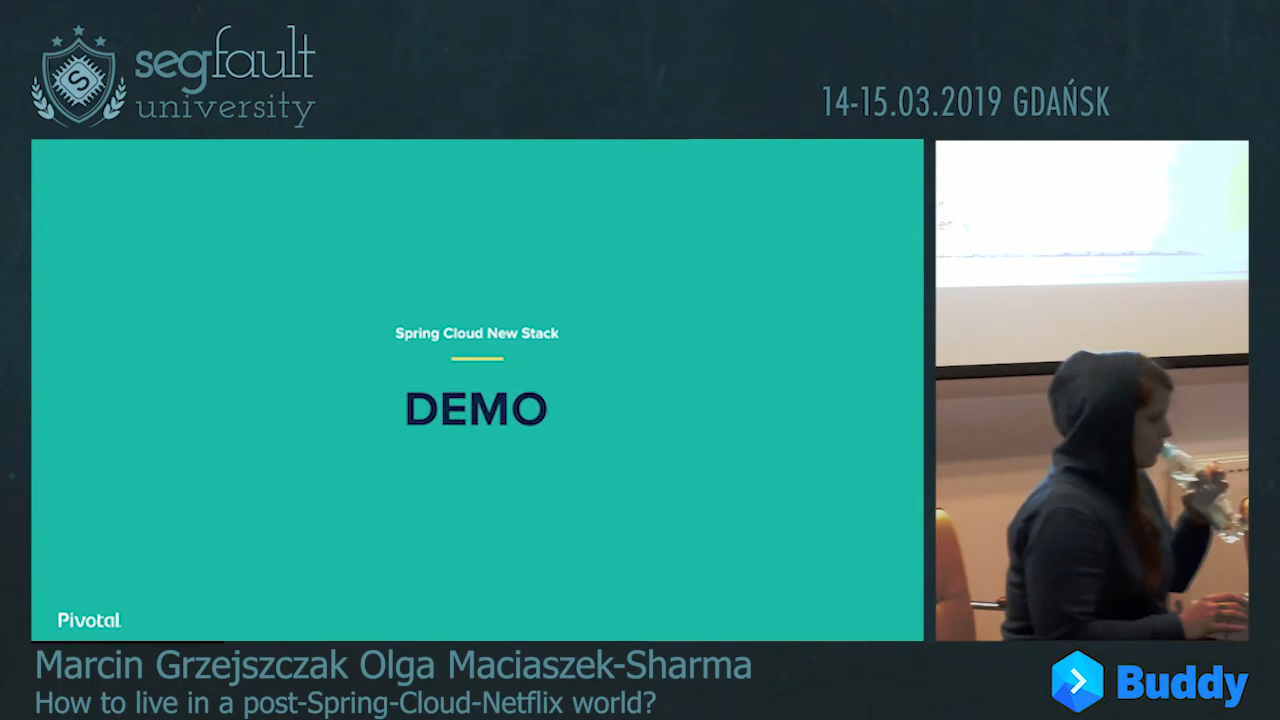 segfault
university
S
14-15.03.2019 GDAŃSK
Spring Cloud New Stack
DEMO
Pivotal
Marcin Grzejszczak Olga Maciaszek-Sharma
How to live in a post-Spring-Cloud-Netflix world?
Buddy